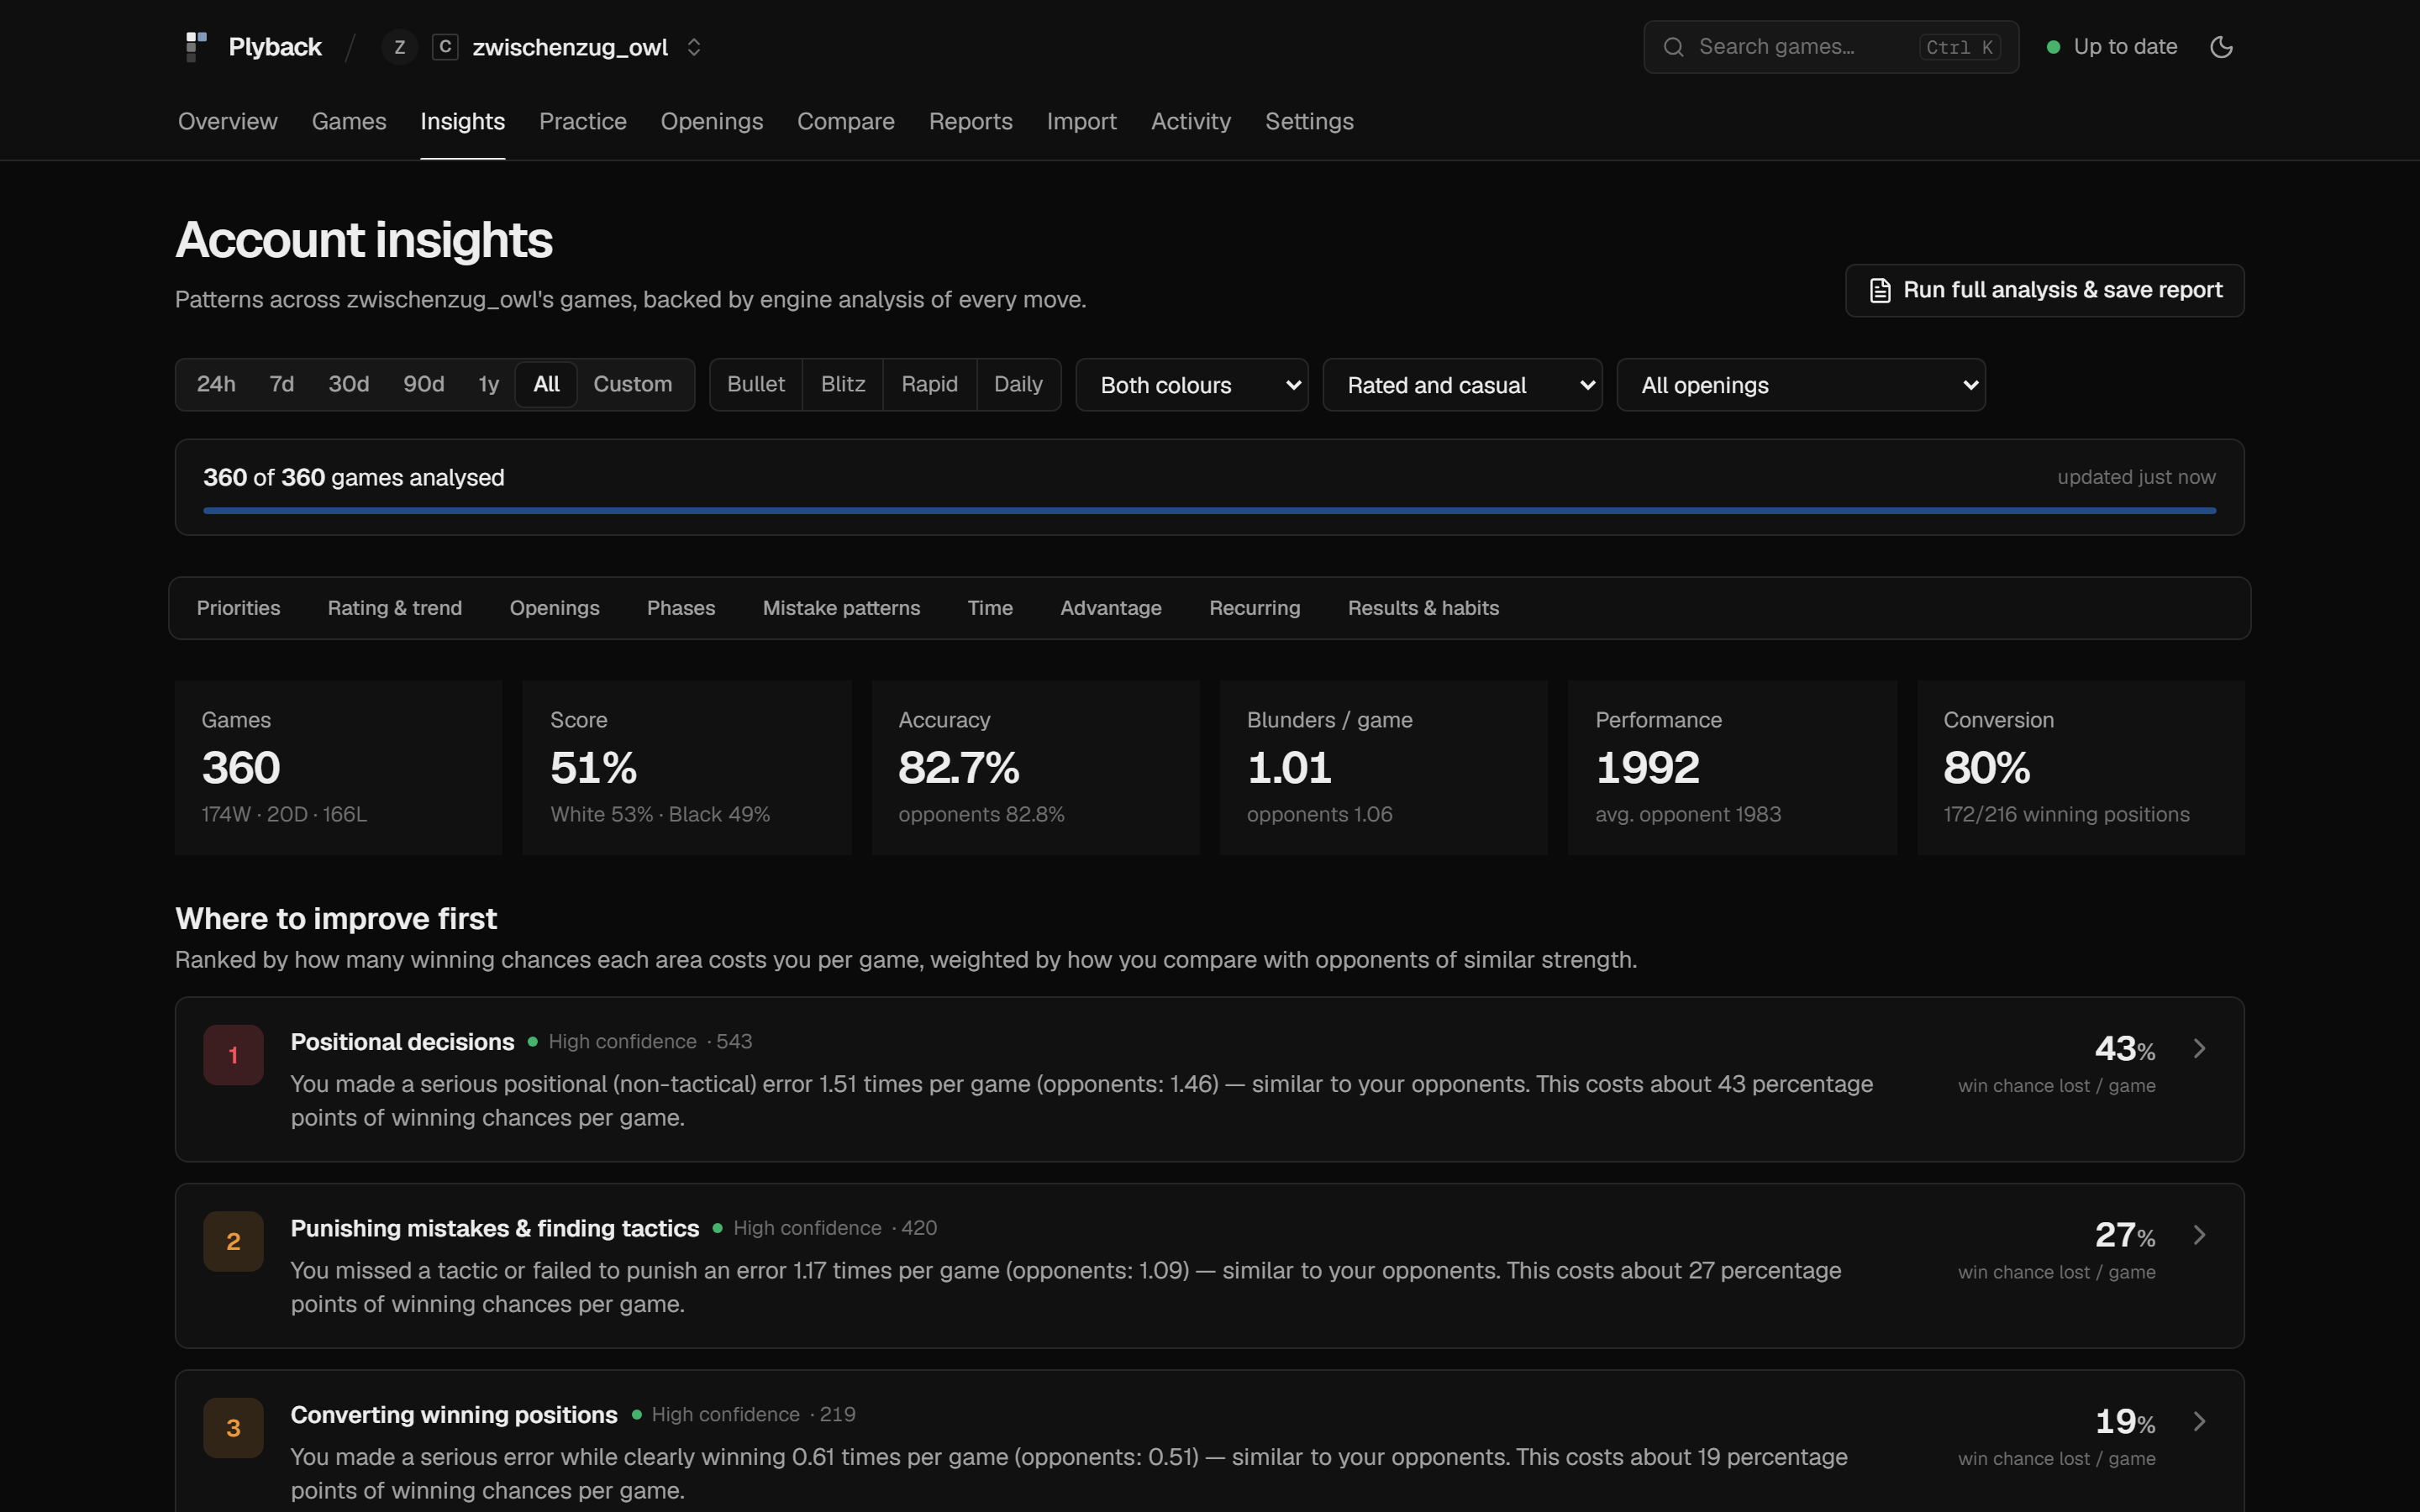 Plyback / Z C zwischenzug_owl Search games... Ctrl K Up to date
Overview Games Insights Practice Openings Compare Reports Import Activity Settings
Account insights
Patterns across zwischenzug_owl's games, backed by engine analysis of every move.
Run full analysis & save report
24h 7d 30d 90d 1y All Custom Bullet Blitz Rapid Daily Both colours Rated and casual All openings
360 of 360 games analysed updated just now
Priorities Rating & trend Openings Phases Mistake patterns Time Advantage Recurring Results & habits
Games Score Accuracy Blunders / game Performance Conversion
360 51% 82.7% 1.01 1992 80%
174W · 20D · 166L White 53% · Black 49% opponents 82.8% opponents 1.06 avg. opponent 1983 172/216 winning positions
Where to improve first
Ranked by how many winning chances each area costs you per game, weighted by how you compare with opponents of similar strength.
1 Positional decisions High confidence · 543 43%
You made a serious positional (non-tactical) error 1.51 times per game (opponents: 1.46) — similar to your opponents. This costs about 43 percentage win chance lost / game
points of winning chances per game.
2 Punishing mistakes & finding tactics High confidence · 420 27%
You missed a tactic or failed to punish an error 1.17 times per game (opponents: 1.09) — similar to your opponents. This costs about 27 percentage win chance lost / game
points of winning chances per game.
3 Converting winning positions High confidence · 219 19%
You made a serious error while clearly winning 0.61 times per game (opponents: 0.51) — similar to your opponents. This costs about 19 percentage win chance lost / game
points of winning chances per game.